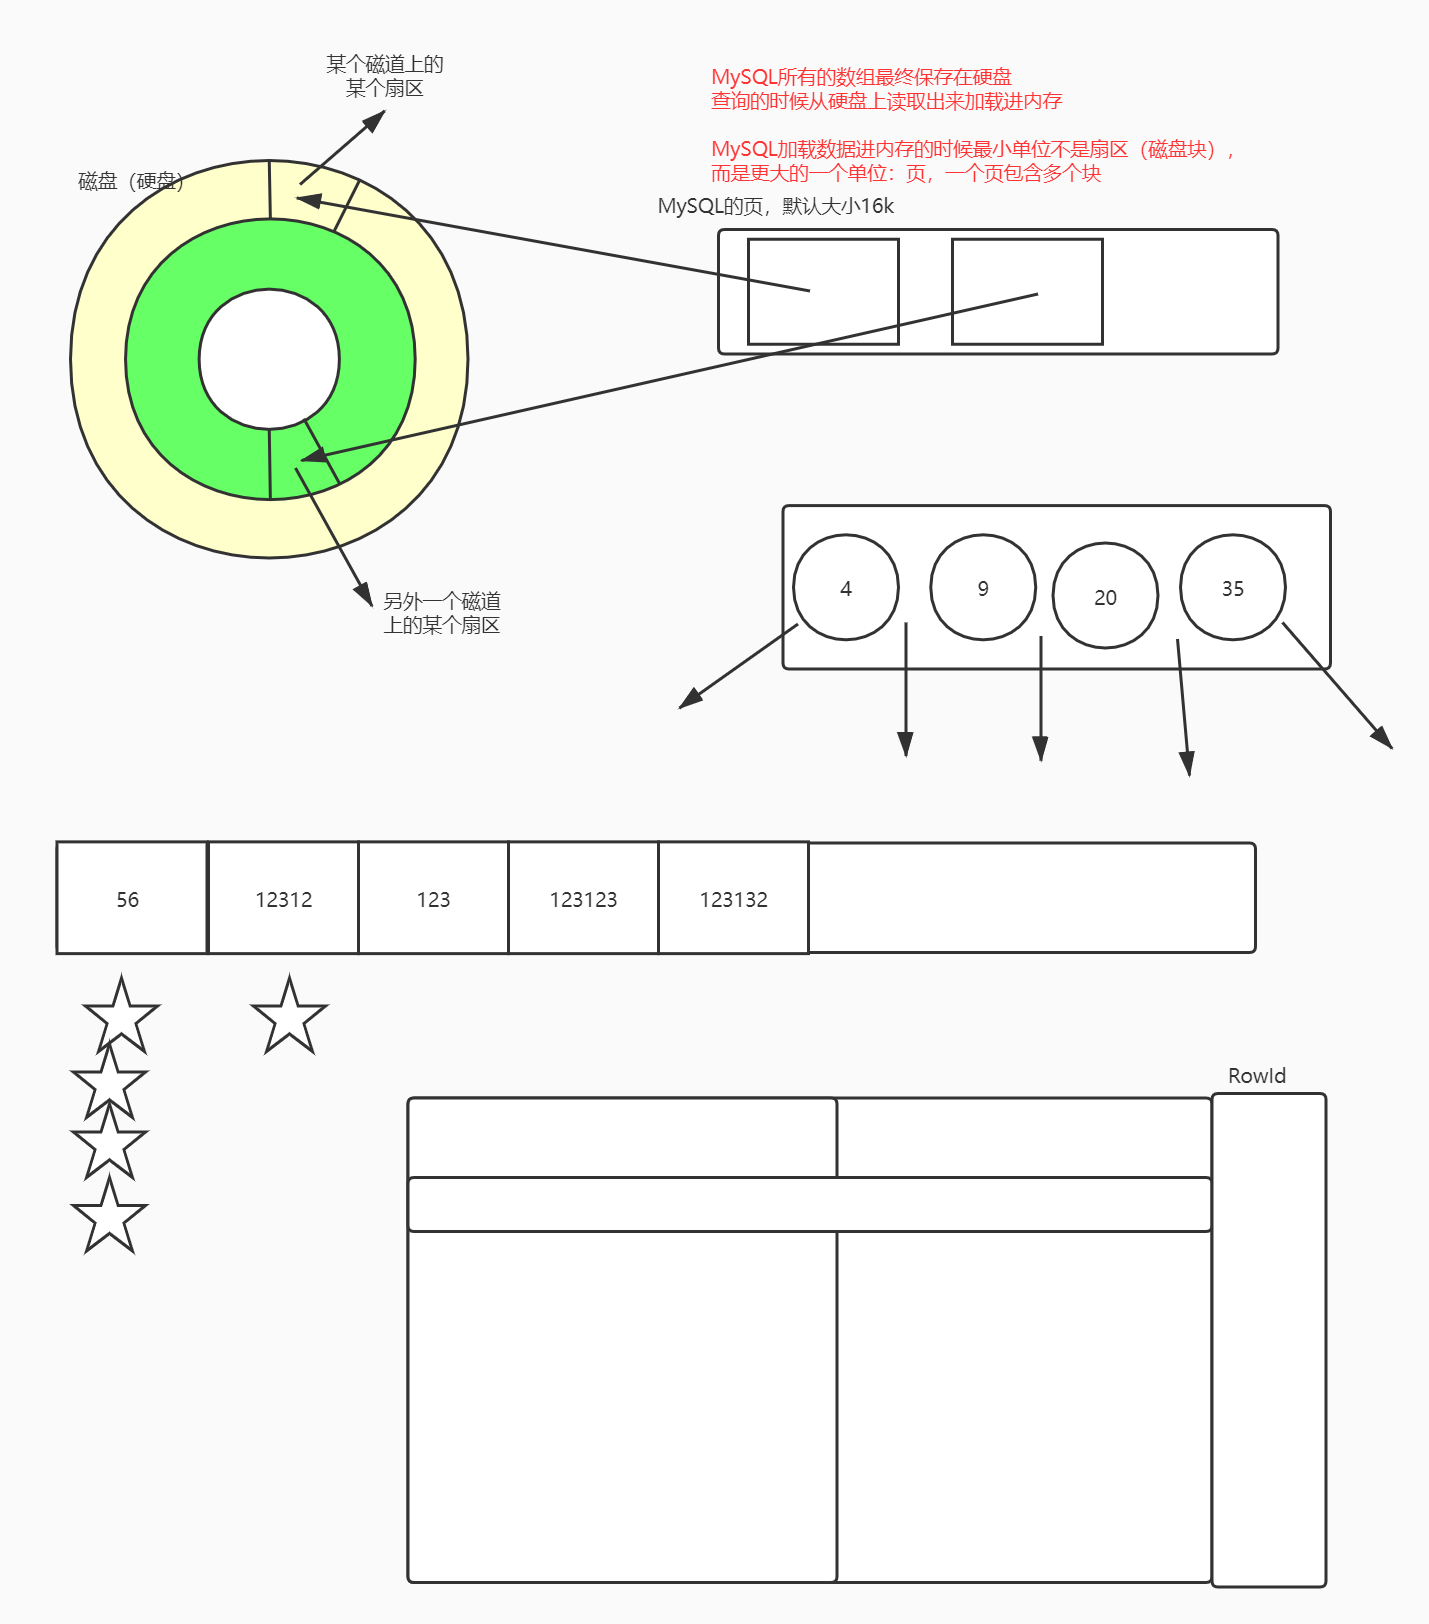 某个磁道上的
某个扇区
磁盘（硬盘）
MySQL所有的数组最终保存在硬盘
查询的时候从硬盘上读取出来加载进内存
MySQL加载数据进内存的时候最小单位不是扇区（磁盘块），
而是更大的一个单位：页，一个页包含多个块
MySQL的页，默认大小16k
另外一个磁道
上的某个扇区
4
9
20
35
56
12312
123
123123
123132
RowId